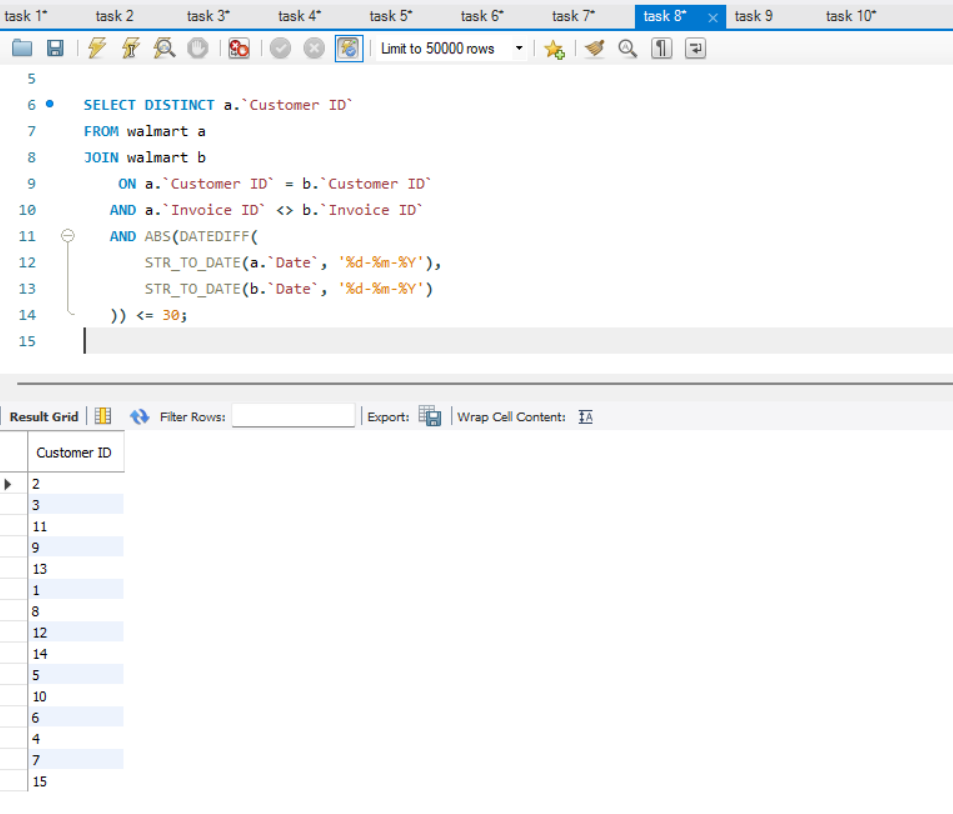 task 1* task 2 task 3* task 4* task 5* task 6* task 7* task 8* × task 9 task 10*
Limit to 50000 rows
5
6 SELECT DISTINCT a.`Customer ID`
7 FROM walmart a
8 JOIN walmart b
9 ON a.`Customer ID` = b.`Customer ID`
10 AND a.`Invoice ID` <> b.`Invoice ID`
11 AND ABS(DATEDIFF(
12 STR_TO_DATE(a.`Date`, '%d-%m-%Y'),
13 STR_TO_DATE(b.`Date`, '%d-%m-%Y')
14 )) <= 30;
15
Result Grid Filter Rows: Export: Wrap Cell Content: IA
Customer ID
2
3
11
9
13
1
8
12
14
5
10
6
4
7
15